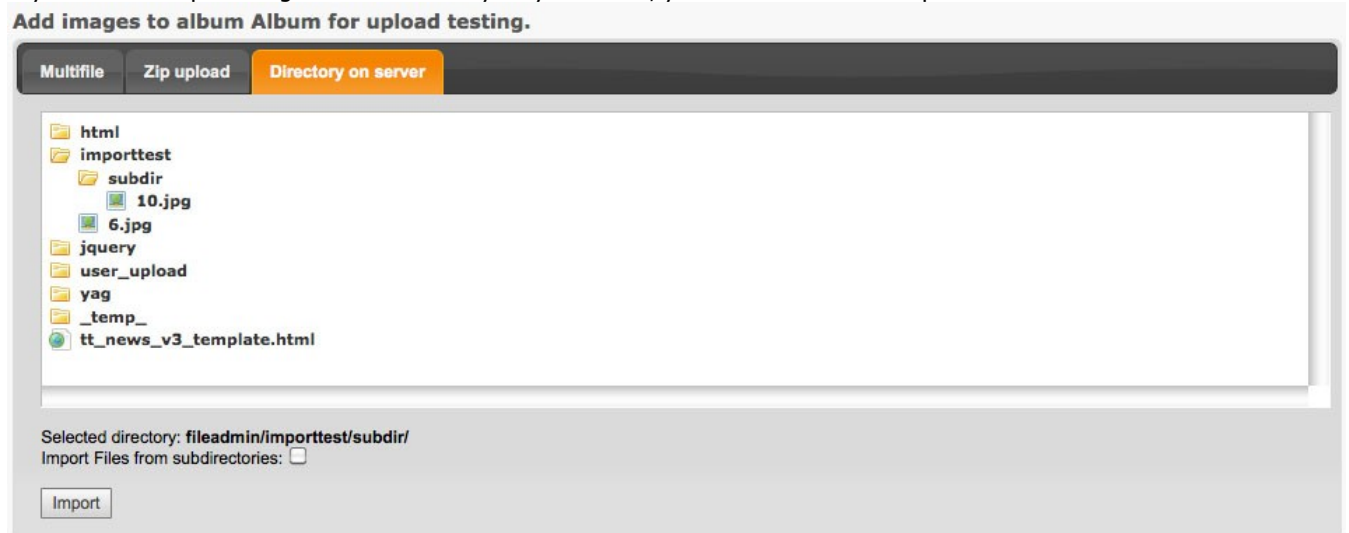 Add images to album Album for upload testing.
Multifile Zip upload Directory on server
html
importtest
subdir
10.jpg
6.jpg
jquery
user_upload
yag
_temp_
tt_news_v3_template.html
Selected directory: fileadmin/importtest/subdir/
Import Files from subdirectories:
Import